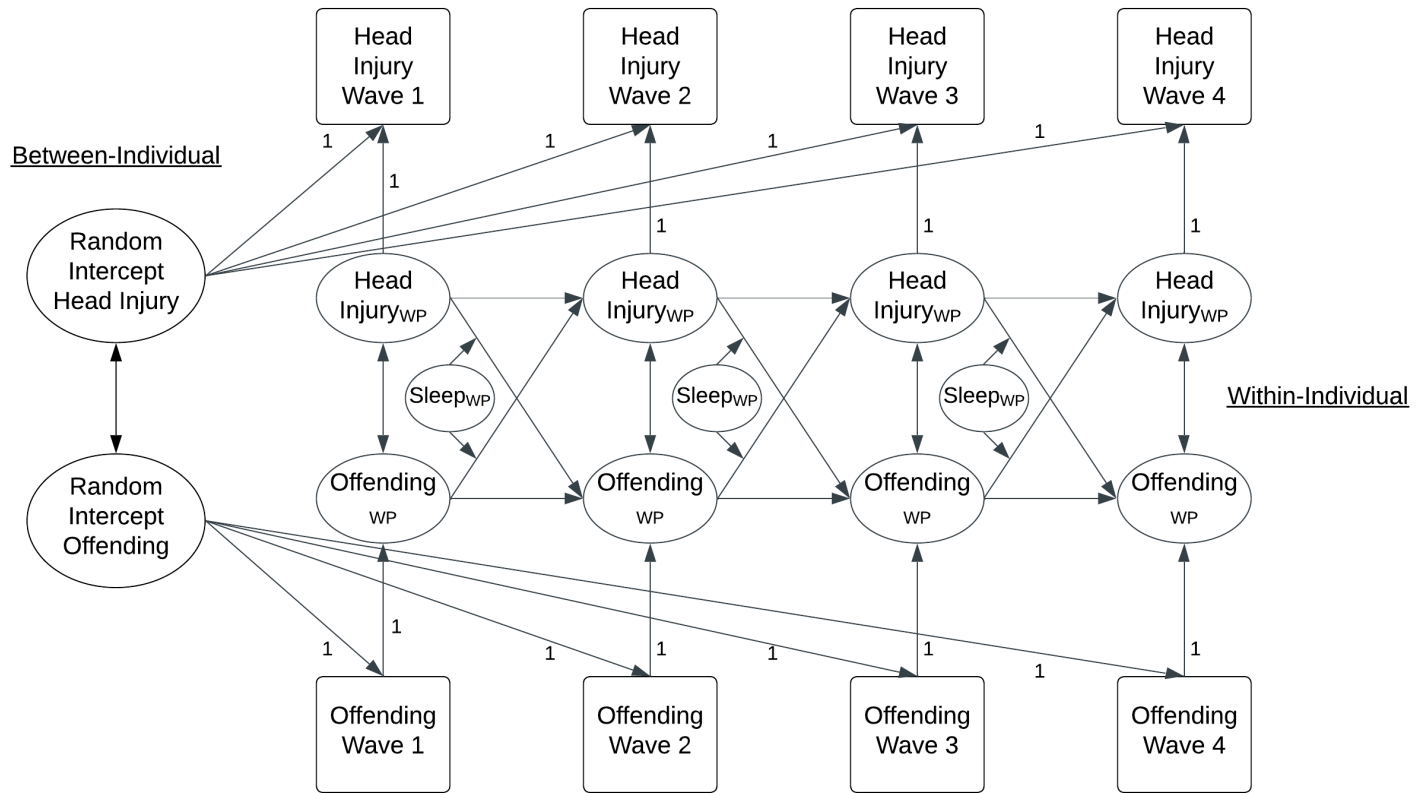 Head
Injury
Wave 1
Head
Injury
Wave 2
Head
Injury
Wave 3
Head
Injury
Wave 4
1
1
1
1
Between-Individual
1
1
1
1
Random
Intercept
Head Injury
Head
InjuryWP
Head
InjuryWP
Head
InjuryWP
Head
InjuryWP
SleepWP
SleepWP
SleepWP
Within-Individual
Random
Intercept
Offending
Offending
WP
Offending
WP
Offending
WP
Offending
WP
1
1
1
1
1
1
1
1
Offending
Wave 1
Offending
Wave 2
Offending
Wave 3
Offending
Wave 4